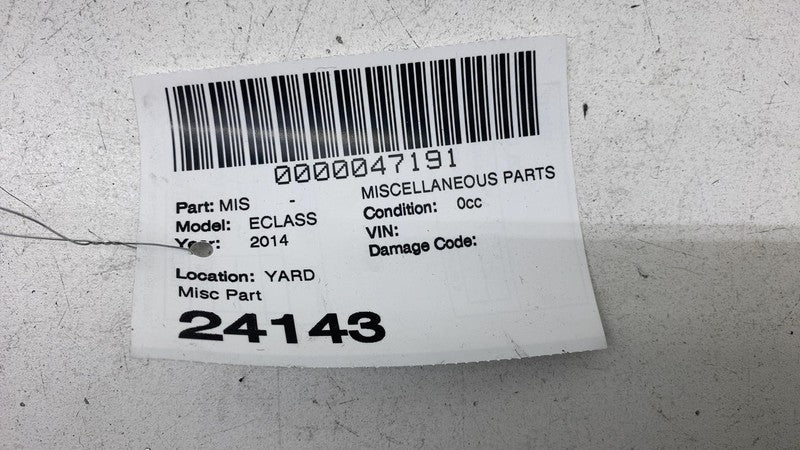 0000047191
Part: MIS - MISCELLANEOUS PARTS
Model: ECLASS Condition: 0cc
Year: 2014 VIN:
Damage Code:
Location: YARD
Misc Part
24143